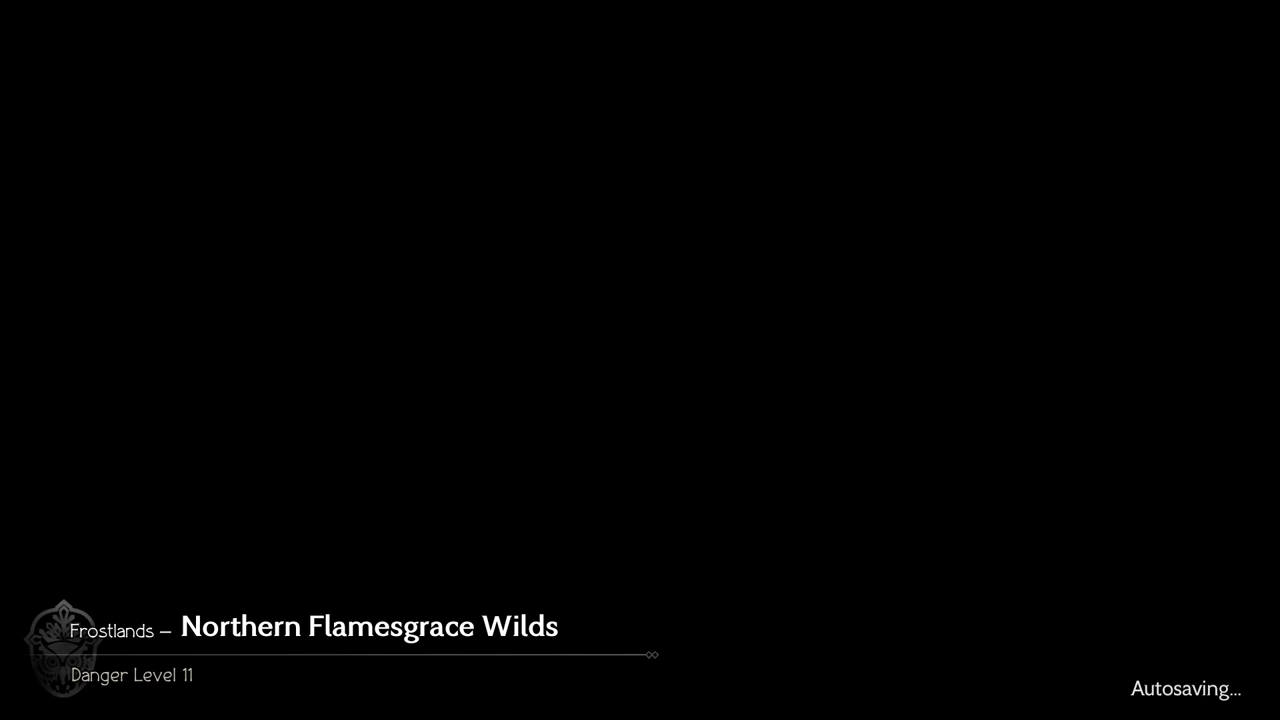 Frostlands – Northern Flamesgrace Wilds
Danger Level 11
Autosaving...